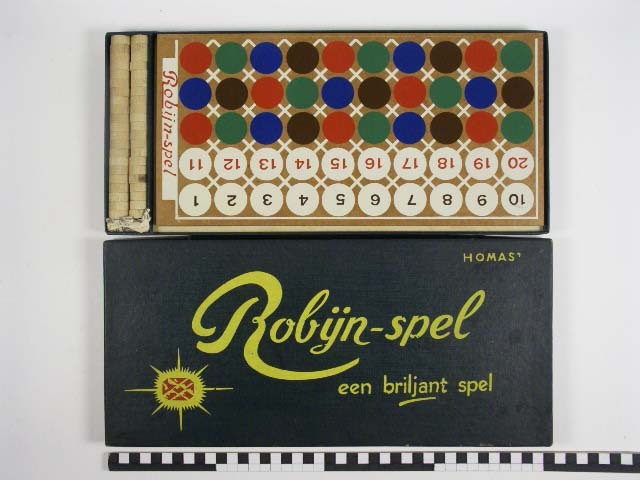 Robijn-spel
11 12 13 14 15 16 17 18 19 20
1 2 3 4 5 6 7 8 9 10
HOMAS'
Robijn-spel
een briljant spel